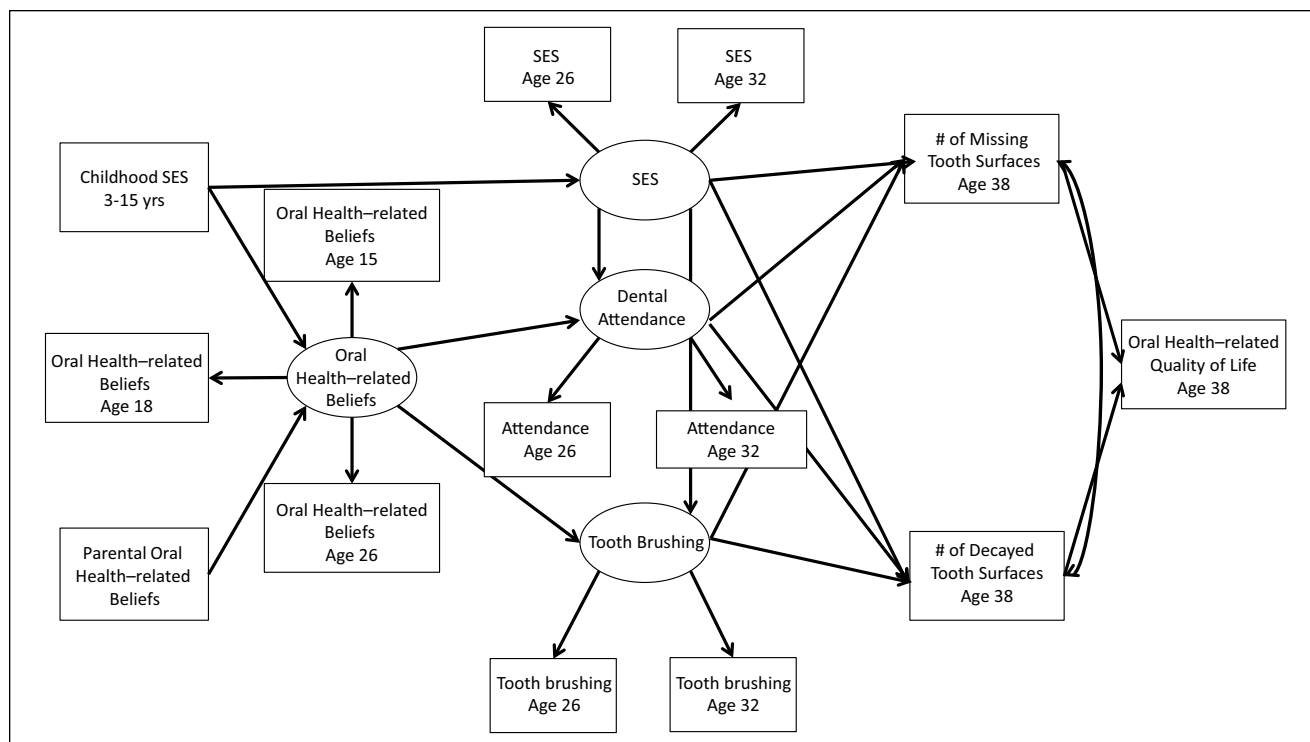 SES
Age 26
SES
Age 32
# of Missing
Tooth Surfaces
Age 38
Childhood SES
3-15 yrs
SES
Oral Health–related
Beliefs
Age 15
Dental
Attendance
Oral Health–related
Beliefs
Age 18
Oral
Health–related
Beliefs
Oral Health–related
Quality of Life
Age 38
Attendance
Age 26
Attendance
Age 32
Oral Health–related
Beliefs
Age 26
Parental Oral
Health–related
Beliefs
Tooth Brushing
# of Decayed
Tooth Surfaces
Age 38
Tooth brushing
Age 26
Tooth brushing
Age 32